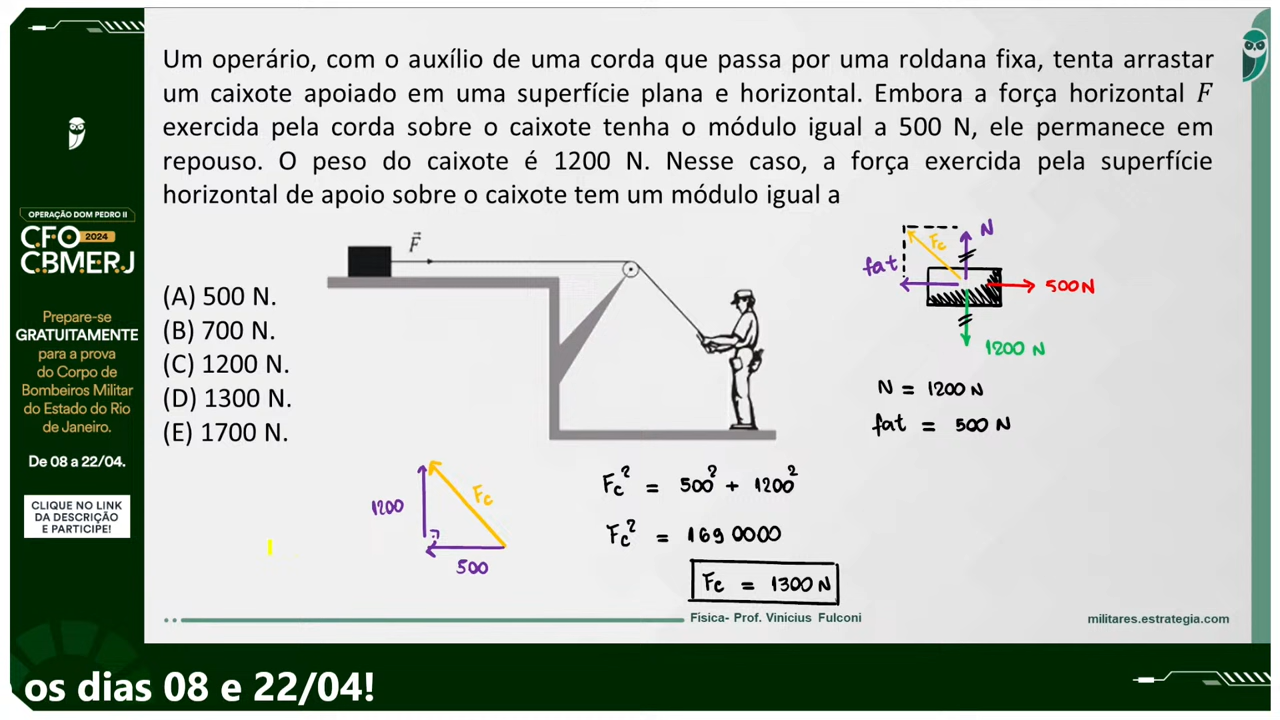 Um operário, com o auxílio de uma corda que passa por uma roldana fixa, tenta arrastar
um caixote apoiado em uma superfície plana e horizontal. Embora a força horizontal F
exercida pela corda sobre o caixote tenha o módulo igual a 500 N, ele permanece em
repouso. O peso do caixote é 1200 N. Nesse caso, a força exercida pela superfície
horizontal de apoio sobre o caixote tem um módulo igual a
OPERAÇÃO DOM PEDRO II
CFO 2024
CBMERJ
Prepare-se
GRATUITAMENTE
para a prova
do Corpo de
Bombeiros Militar
do Estado do Rio
de Janeiro.
De 08 a 22/04.
CLIQUE NO LINK
DA DESCRIÇÃO
E PARTICIPE!
(A) 500 N.
(B) 700 N.
(C) 1200 N.
(D) 1300 N.
(E) 1700 N.
F⃗
N
Fc
fat
500N
1200 N
N = 1200 N
fat = 500 N
1200
Fc
500
Fc² = 500² + 1200²
Fc² = 1690000
Fc = 1300 N
Física- Prof. Vinicius Fulconi
militares.estrategia.com
os dias 08 e 22/04!